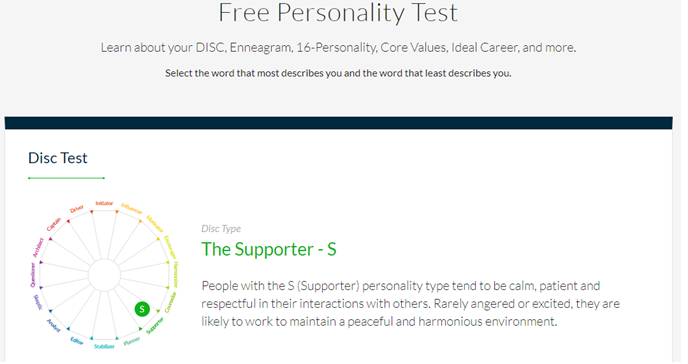 Free Personality Test
Learn about your DISC, Enneagram, 16-Personality, Core Values, Ideal Career, and more.
Select the word that most describes you and the word that least describes you.
Disc Test
Initiator
Influencer
Motivator
Encourager
Harmonizer
Counselor
Supporter
Planner
Stabilizer
Editor
Analyst
Skeptic
Questioner
Architect
Captain
Driver
S
Disc Type
The Supporter - S
People with the S (Supporter) personality type tend to be calm, patient and
respectful in their interactions with others. Rarely angered or excited, they are
likely to work to maintain a peaceful and harmonious environment.